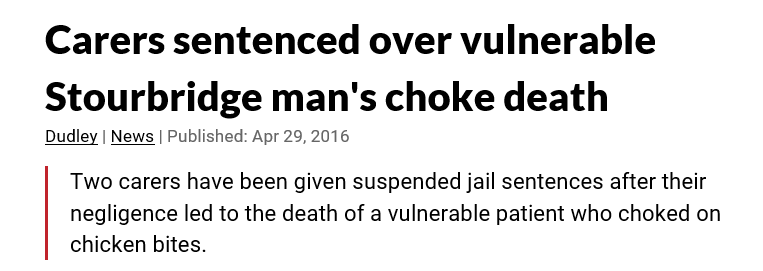 Carers sentenced over vulnerable
Stourbridge man's choke death
Dudley | News | Published: Apr 29, 2016
Two carers have been given suspended jail sentences after their
negligence led to the death of a vulnerable patient who choked on
chicken bites.